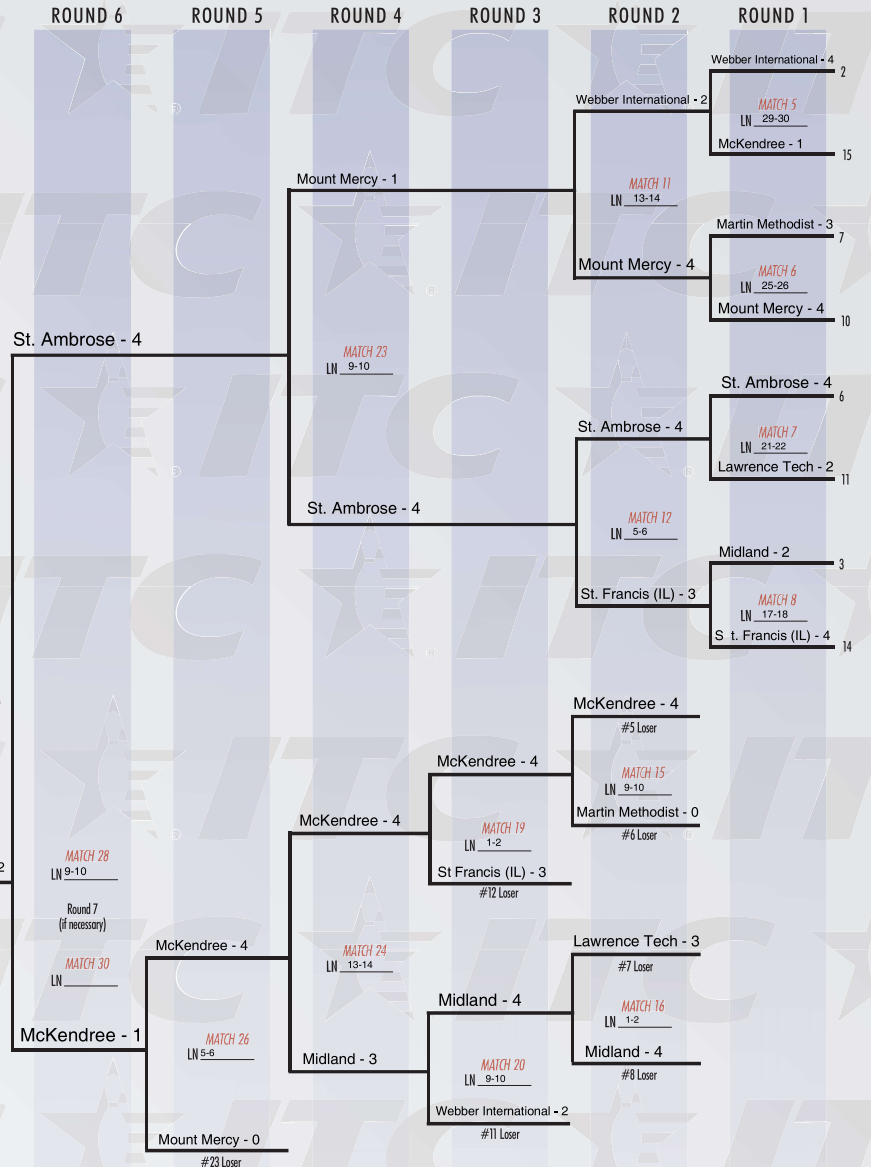 ROUND 6 ROUND 5 ROUND 4 ROUND 3 ROUND 2 ROUND 1
Webber International - 4
2
Webber International - 2
MATCH 5
LN 29-30
McKendree - 1
15
Mount Mercy - 1
MATCH 11
LN 13-14
Martin Methodist - 3
7
Mount Mercy - 4
MATCH 6
LN 25-26
Mount Mercy - 4
10
St. Ambrose - 4
MATCH 23
LN 9-10
St. Ambrose - 4
6
St. Ambrose - 4
MATCH 7
LN 21-22
Lawrence Tech - 2
11
St. Ambrose - 4
MATCH 12
LN 5-6
Midland - 2
3
St. Francis (IL) - 3
MATCH 8
LN 17-18
S t. Francis (IL) - 4
14
McKendree - 4
#5 Loser
McKendree - 4
MATCH 15
LN 9-10
Martin Methodist - 0
#6 Loser
McKendree - 4
MATCH 19
LN 1-2
St Francis (IL) - 3
#12 Loser
2
MATCH 28
LN 9-10
Round 7
(if necessary)
MATCH 30
LN
McKendree - 4
MATCH 24
LN 13-14
Lawrence Tech - 3
#7 Loser
Midland - 4
MATCH 16
LN 1-2
Midland - 4
#8 Loser
McKendree - 1
MATCH 26
LN 5-6
Midland - 3
MATCH 20
LN 9-10
Webber International - 2
#11 Loser
Mount Mercy - 0
#23 Loser
ITC